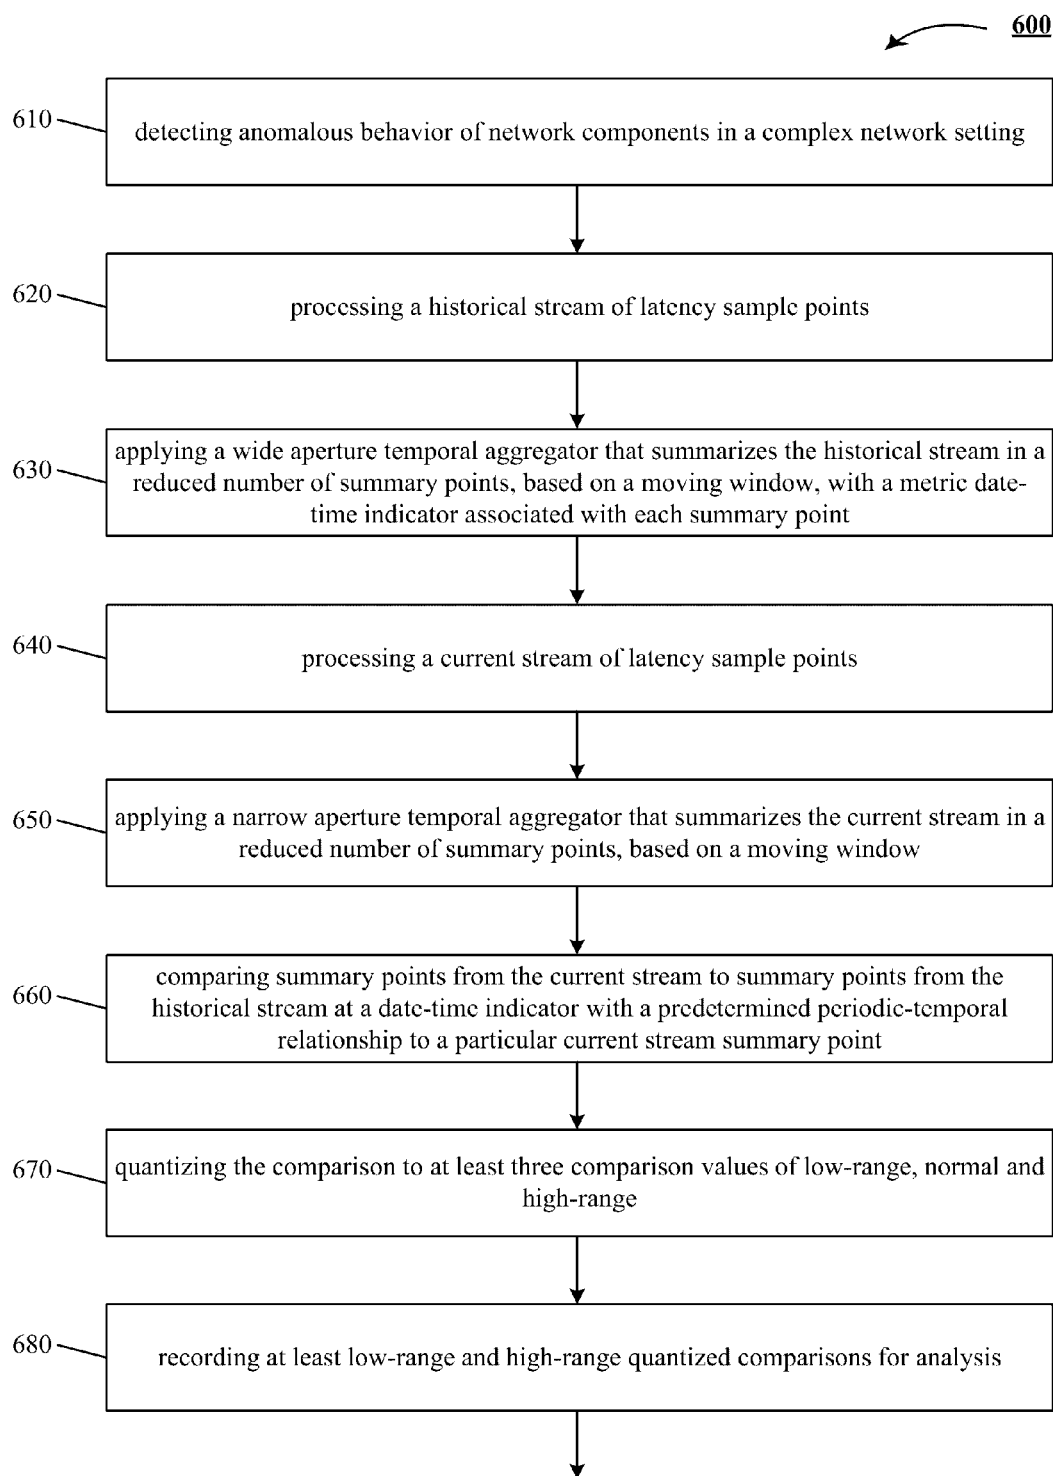 600
610
detecting anomalous behavior of network components in a complex network setting
620
processing a historical stream of latency sample points
630
applying a wide aperture temporal aggregator that summarizes the historical stream in a
reduced number of summary points, based on a moving window, with a metric date-
time indicator associated with each summary point
640
processing a current stream of latency sample points
650
applying a narrow aperture temporal aggregator that summarizes the current stream in a
reduced number of summary points, based on a moving window
660
comparing summary points from the current stream to summary points from the
historical stream at a date-time indicator with a predetermined periodic-temporal
relationship to a particular current stream summary point
670
quantizing the comparison to at least three comparison values of low-range, normal and
high-range
680
recording at least low-range and high-range quantized comparisons for analysis